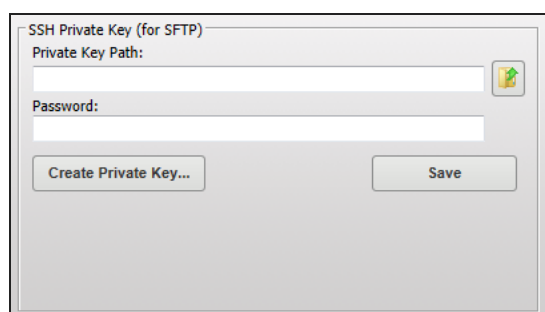 SSH Private Key (for SFTP)
Private Key Path:
Password:
Create Private Key...
Save